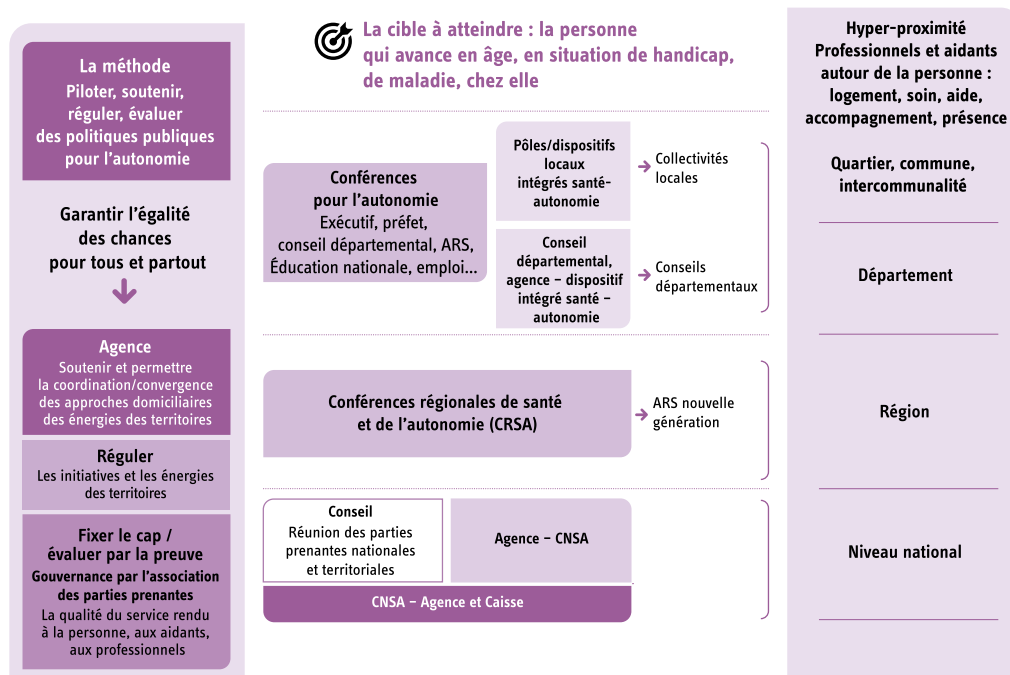 La méthode
Piloter, soutenir,
réguler, évaluer
des politiques publiques
pour l'autonomie
Garantir l'égalité
des chances
pour tous et partout
Agence
Soutenir et permettre
la coordination/convergence
des approches domiciliaires
des énergies des territoires
Réguler
Les initiatives et les énergies
des territoires
Fixer le cap /
évaluer par la preuve
Gouvernance par l'association
des parties prenantes
La qualité du service rendu
à la personne, aux aidants,
aux professionnels
La cible à atteindre : la personne
qui avance en âge, en situation de handicap,
de maladie, chez elle
Conférences
pour l'autonomie
Exécutif, préfet,
conseil départemental, ARS,
Éducation nationale, emploi...
Pôles/dispositifs
locaux
intégrés santé-
autonomie
Collectivités
locales
Conseil
départemental,
agence – dispositif
intégré santé –
autonomie
Conseils
départementaux
Conférences régionales de santé
et de l'autonomie (CRSA)
ARS nouvelle
génération
Conseil
Réunion des parties
prenantes nationales
et territoriales
Agence – CNSA
CNSA – Agence et Caisse
Hyper-proximité
Professionnels et aidants
autour de la personne :
logement, soin, aide,
accompagnement, présence
Quartier, commune,
intercommunalité
Département
Région
Niveau national